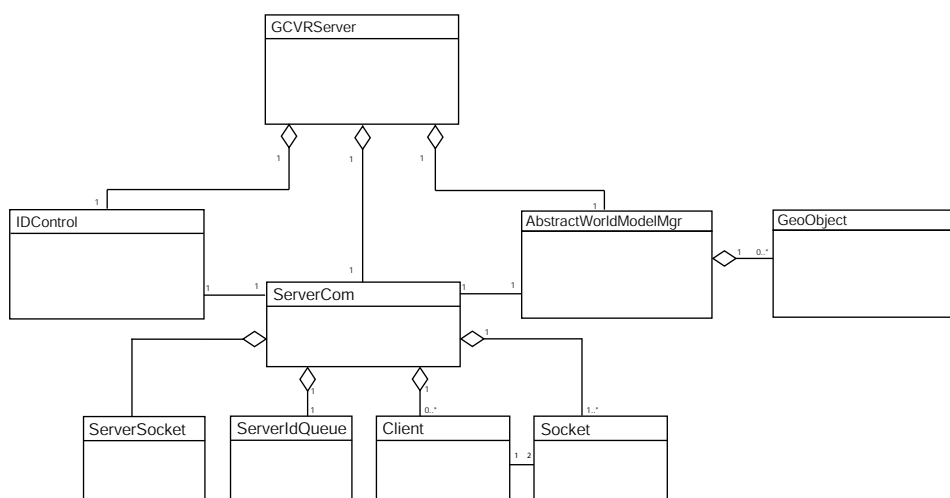 GCVRServer
1
1
1
1
1
IDControl
AbstractWorldModelMgr
GeoObject
1
0..*
1
1
1
ServerCom
1
1
1
1
1
1
0..*
1..*
ServerSocket
ServerIdQueue
Client
Socket
1
2